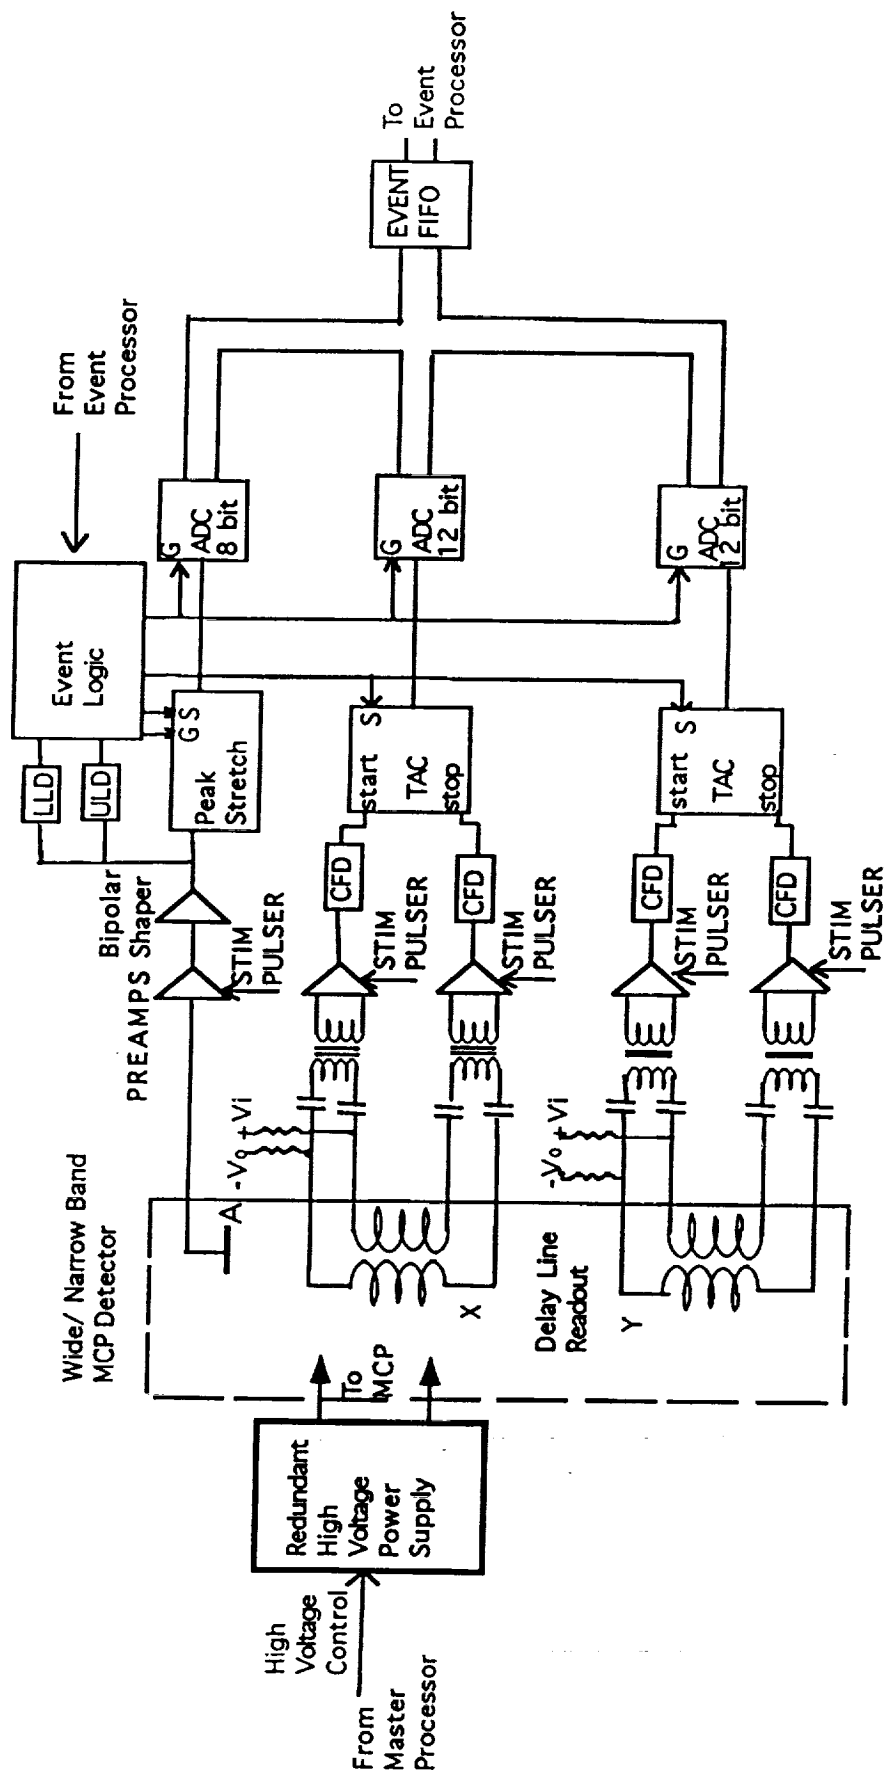 From
Event
Processor
Event
Logic
LLD
ULD
G S
Peak
Stretch
G
ADC
8 bit
Bipolar
Shaper
PREAMPS
STIM
PULSER
Wide/ Narrow Band
MCP Detector
A
-Vo
+Vi
CFD
start
S
TAC
stop
G
ADC
12 bit
STIM
PULSER
CFD
STIM
PULSER
X
EVENT
FIFO
To
Event
Processor
High
Voltage
Control
From
Master
Processor
Redundant
High
Voltage
Power
Supply
To
MCP
Delay Line
Readout
Y
-Vo
+Vi
CFD
start
S
TAC
stop
G
ADC
12 bit
STIM
PULSER
CFD
STIM
PULSER